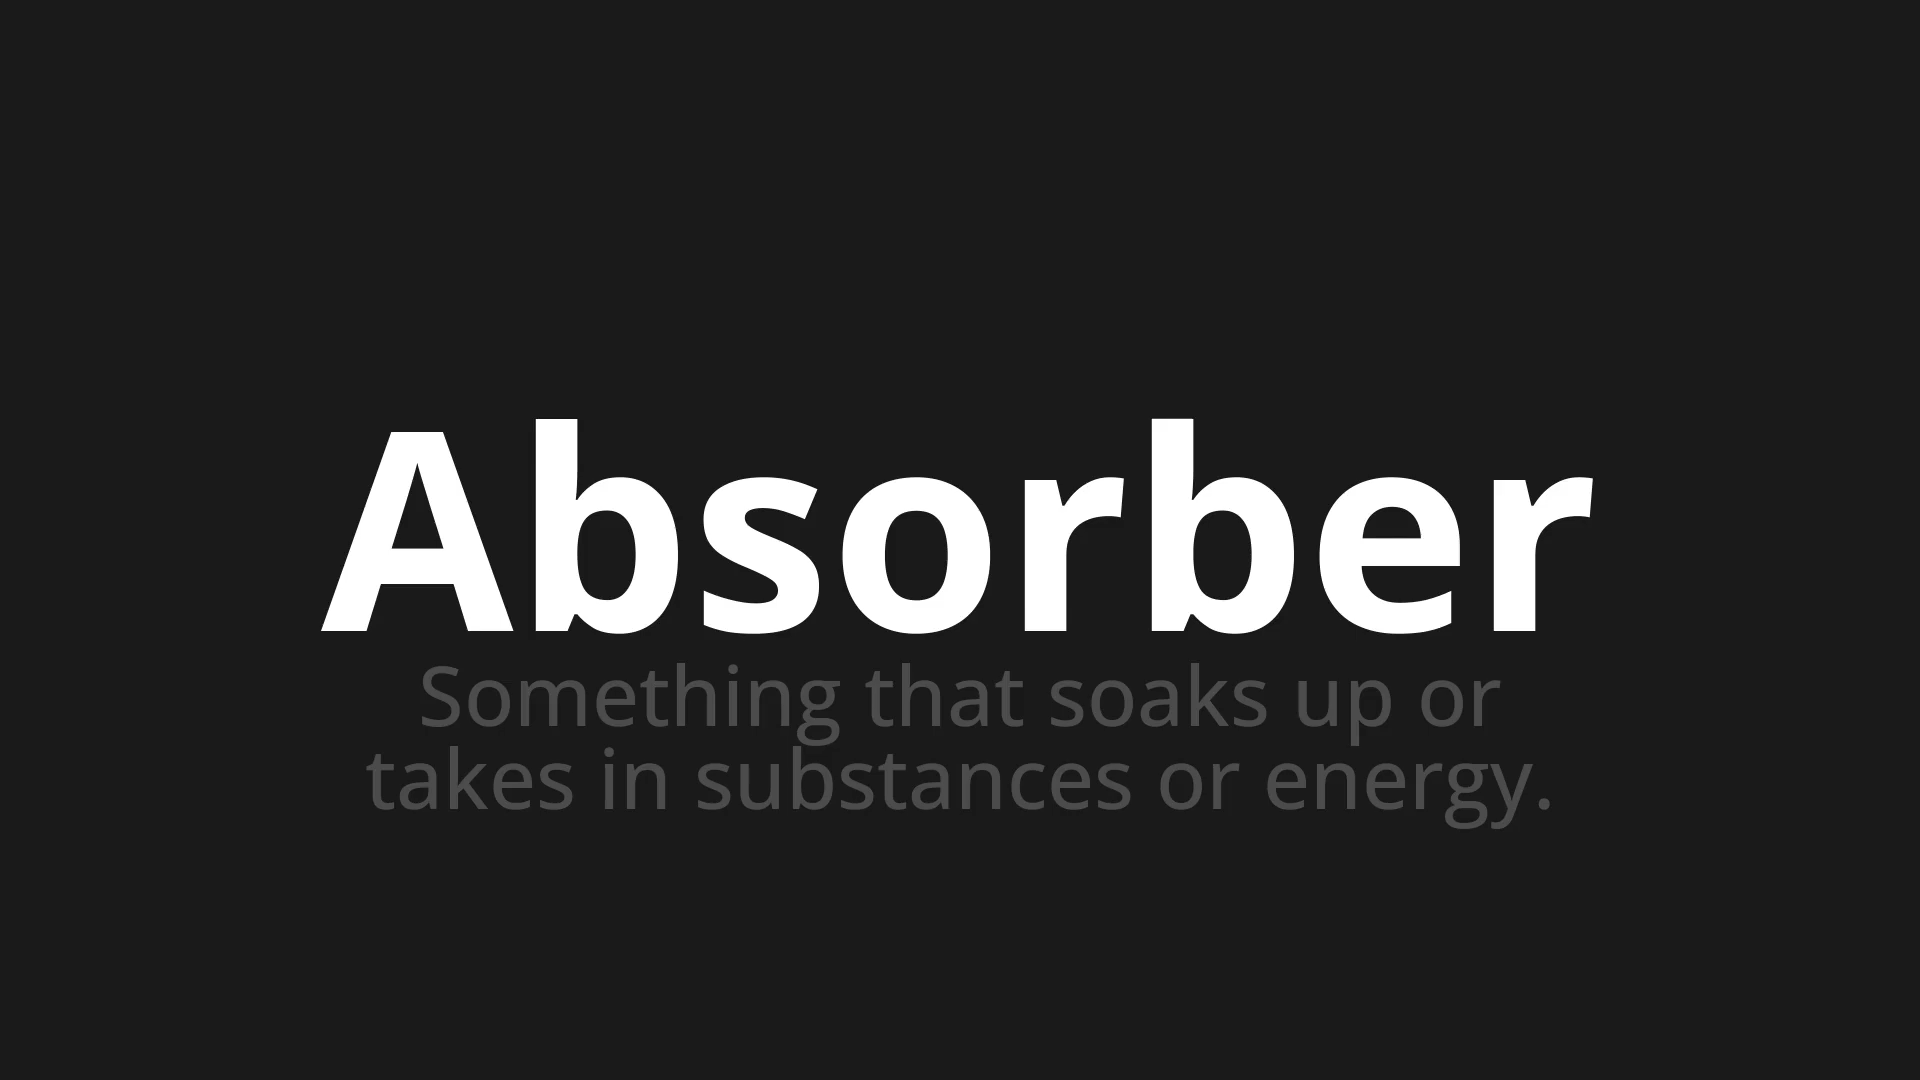 Absorber
Something that soaks up or
takes in substances or energy.